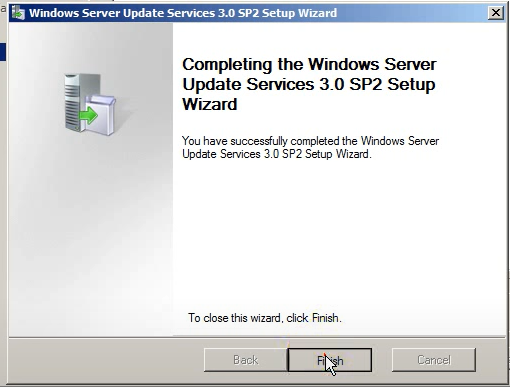 Windows Server Update Services 3.0 SP2 Setup Wizard
Completing the Windows Server
Update Services 3.0 SP2 Setup
Wizard
You have successfully completed the Windows Server
Update Services 3.0 SP2 Setup Wizard.
To close this wizard, click Finish.
Back
Finish
Cancel